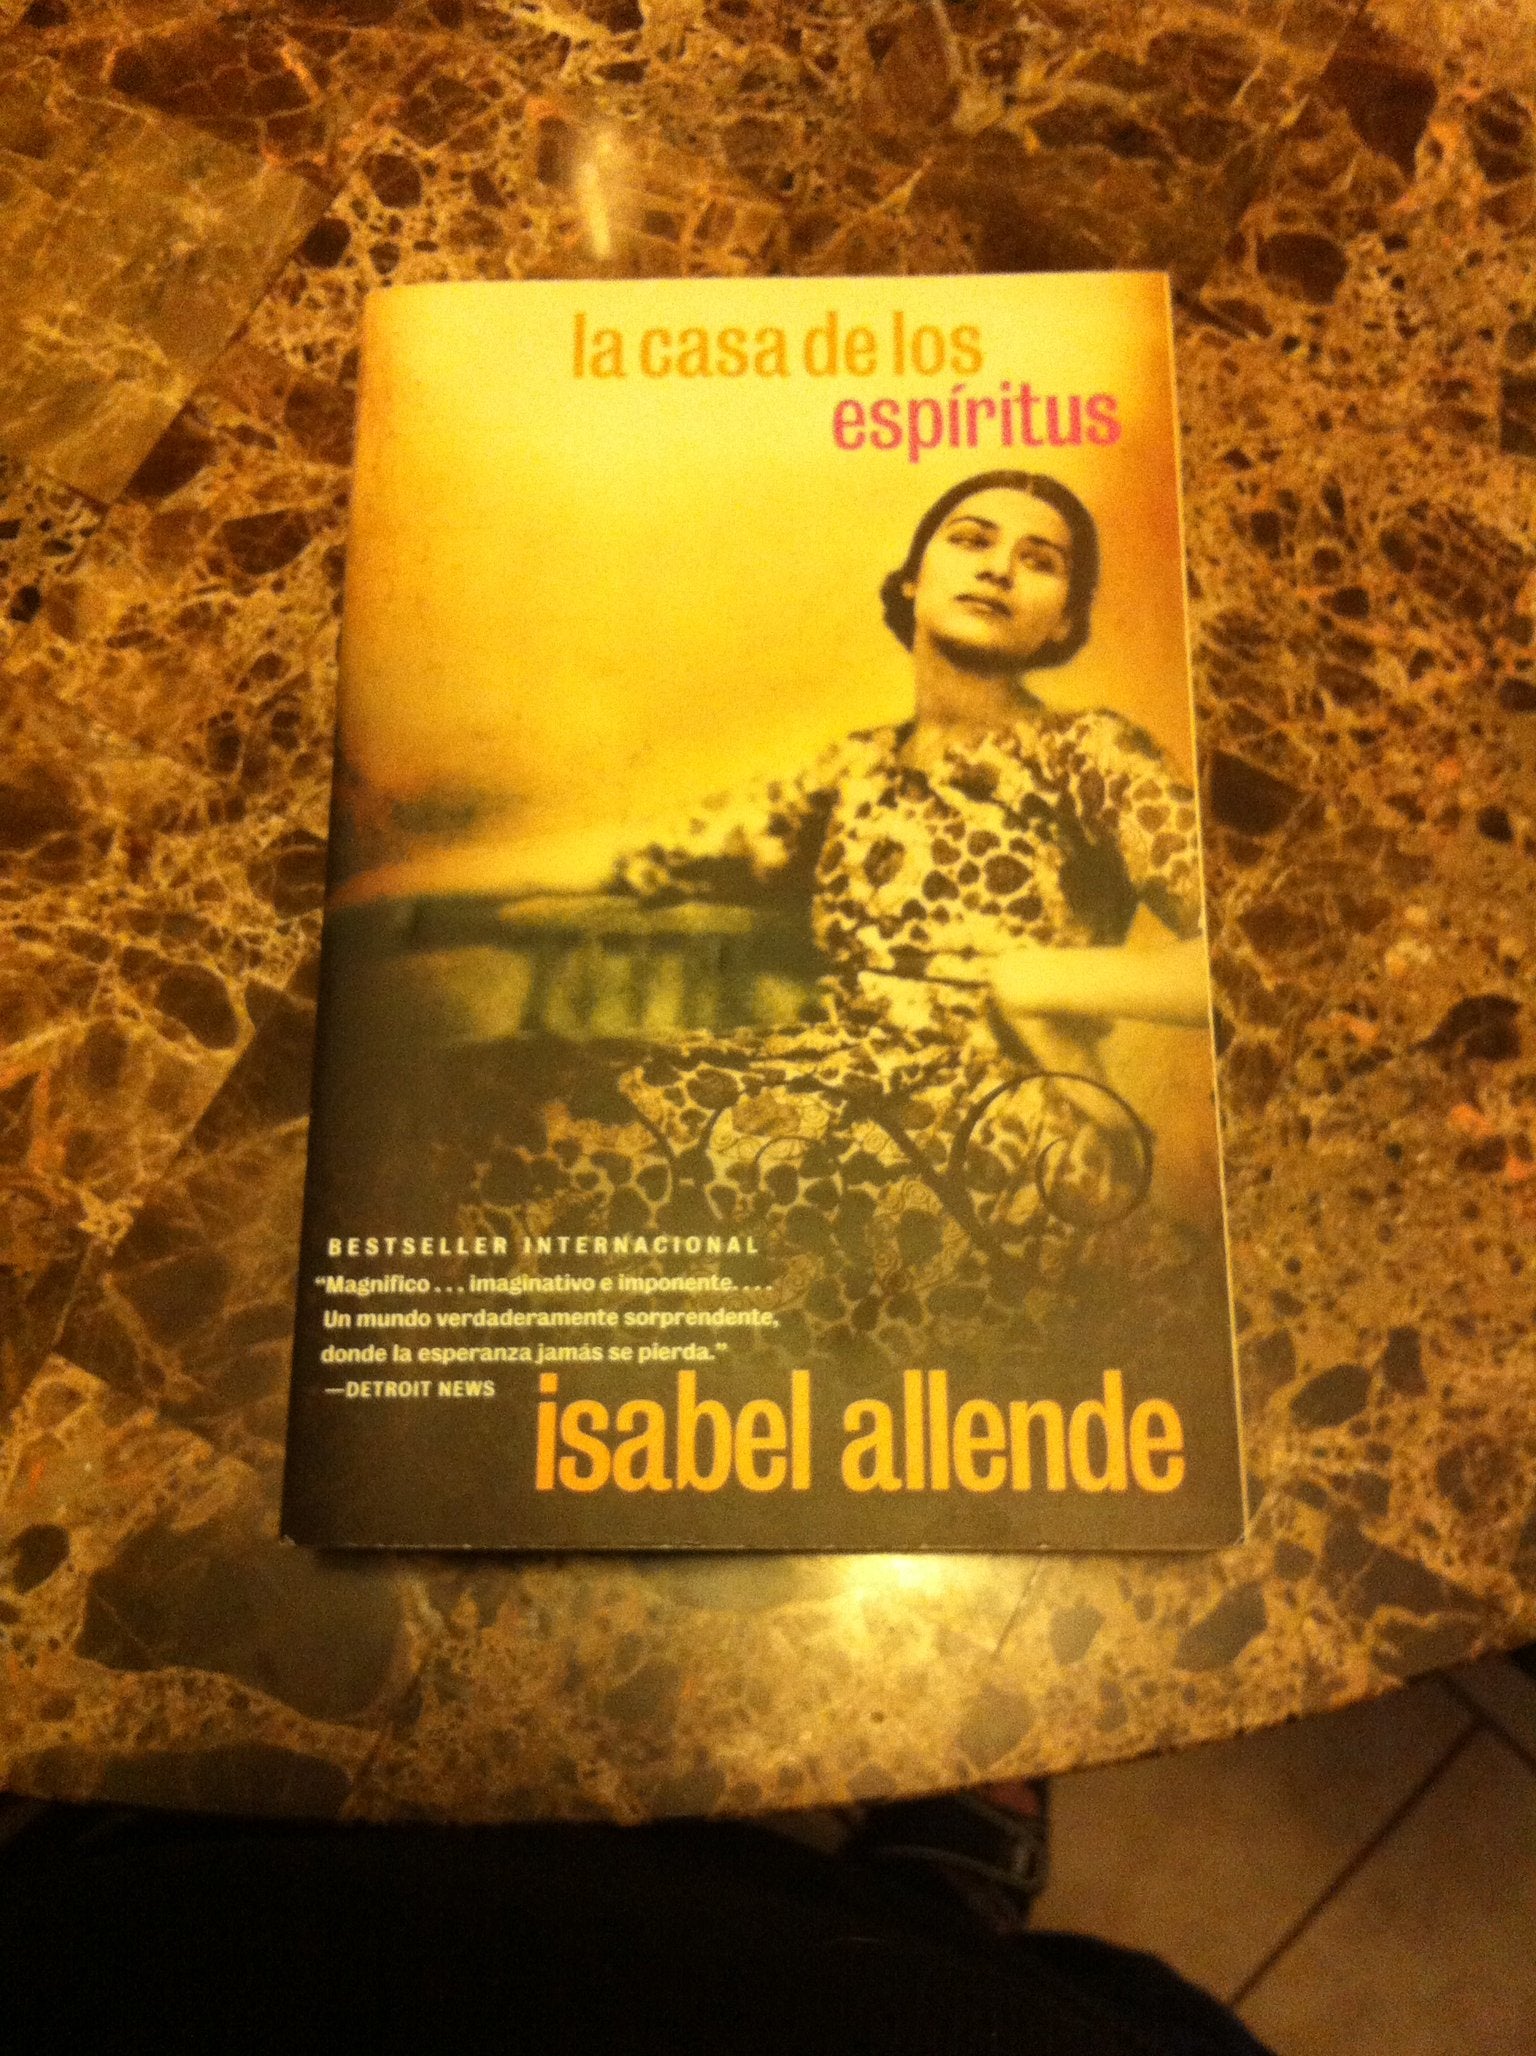 la casa de los
espíritus
BESTSELLER INTERNACIONAL
“Magnífico... imaginativo e imponente....
Un mundo verdaderamente sorprendente,
donde la esperanza jamás se pierda.”
—DETROIT NEWS
isabel allende